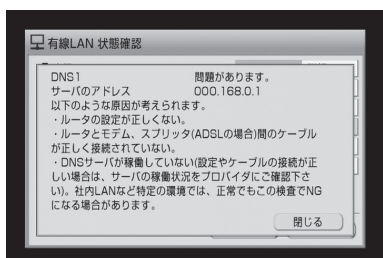 有線LAN 状態確認
DNS1 問題があります。
サーバのアドレス 000.168.0.1
以下のような原因が考えられます。
・ルータの設定が正しくない。
・ルータとモデム、スプリッタ(ADSLの場合)間のケーブル
が正しく接続されていない。
・DNSサーバが稼働していない(設定やケーブルの接続が正
しい場合は、サーバの稼働状況をプロバイダにご確認下さ
い)。社内LANなど特定の環境では、正常でもこの検査でNG
になる場合があります。
閉じる